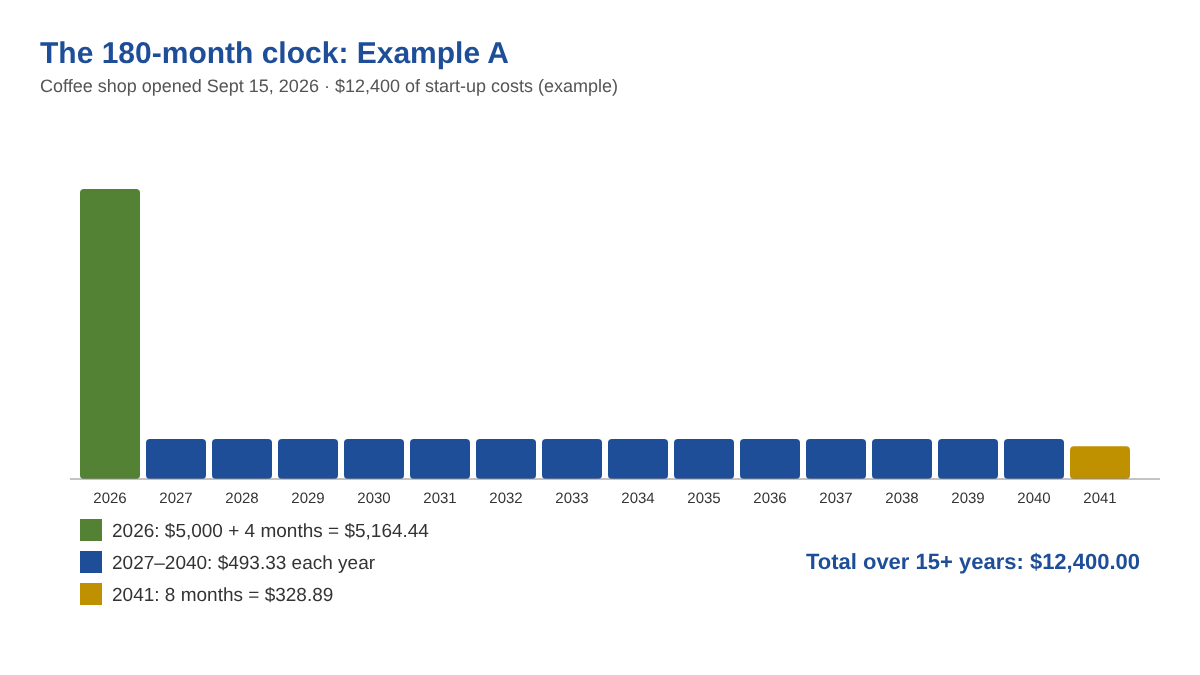 The 180-month clock: Example A
Coffee shop opened Sept 15, 2026 · $12,400 of start-up costs (example)
2026 2027 2028 2029 2030 2031 2032 2033 2034 2035 2036 2037 2038 2039 2040 2041
2026: $5,000 + 4 months = $5,164.44
2027–2040: $493.33 each year
Total over 15+ years: $12,400.00
2041: 8 months = $328.89